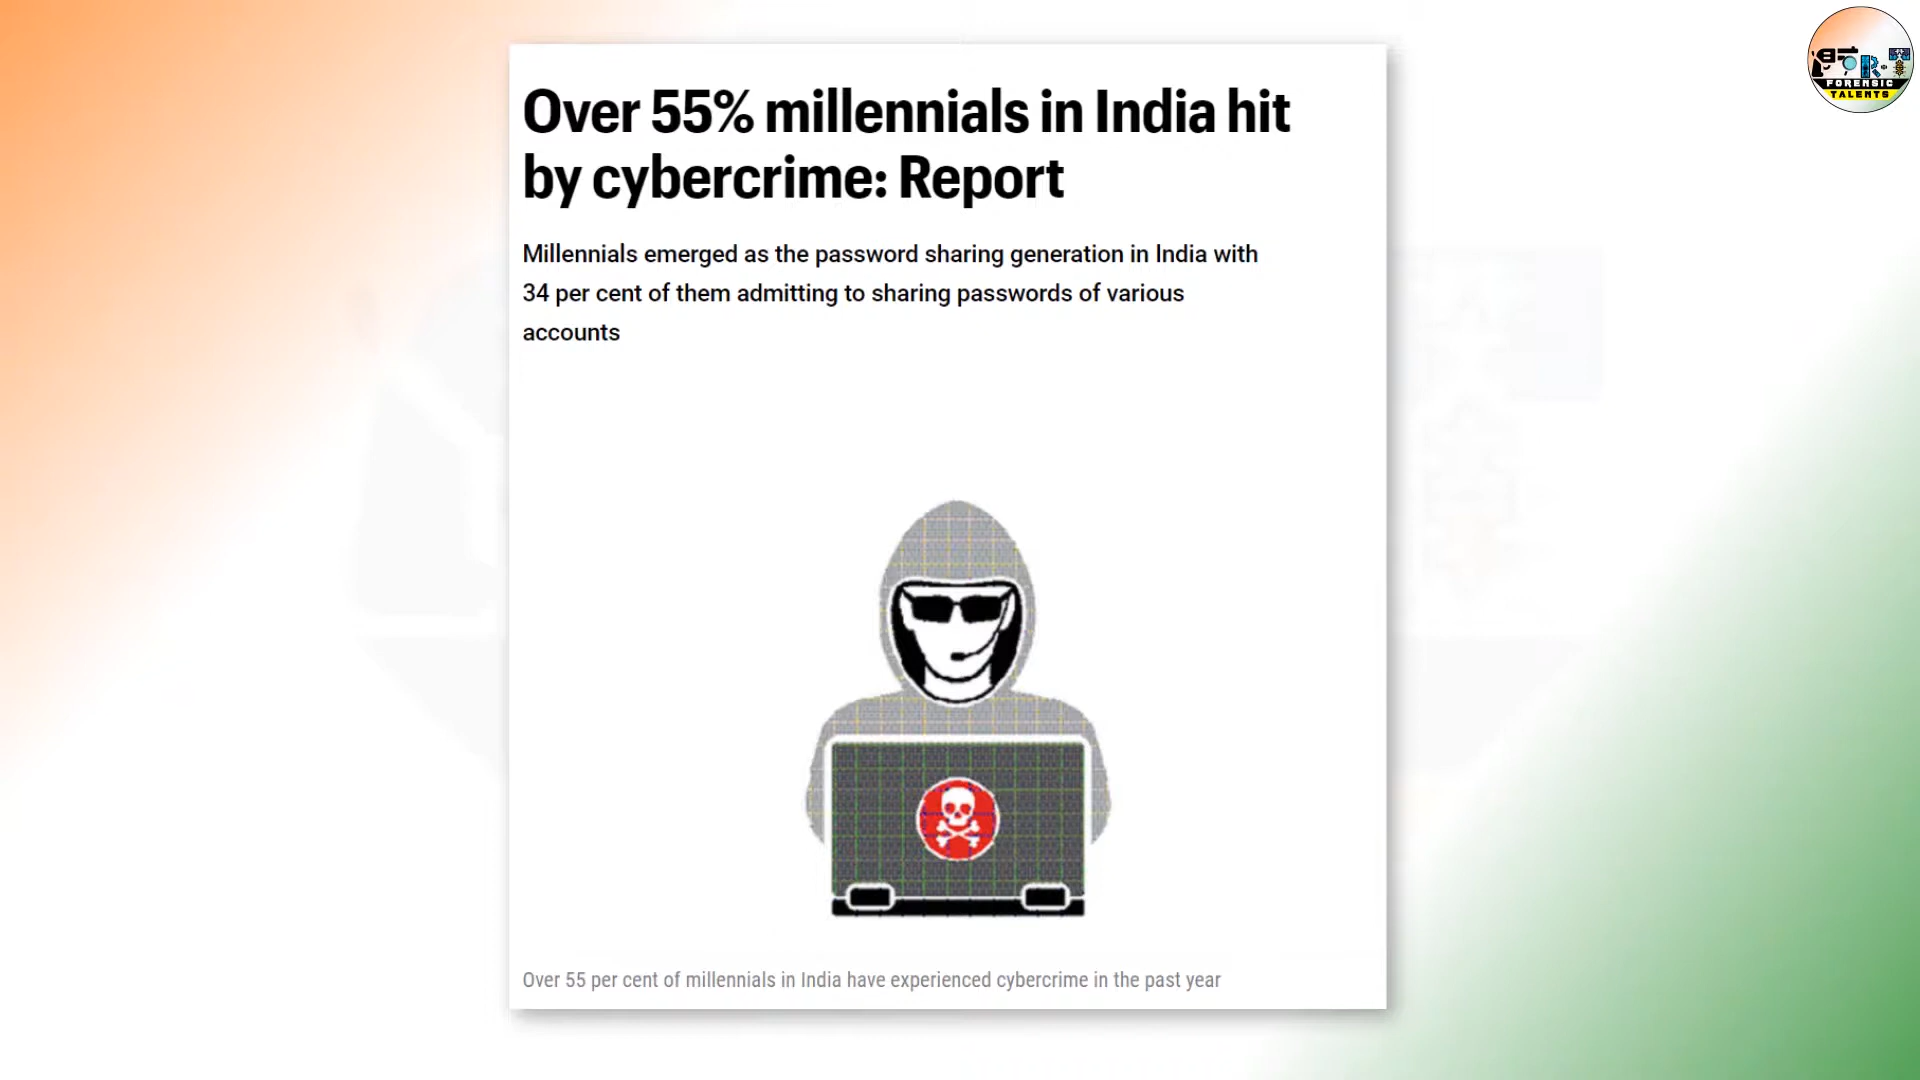 Over 55% millennials in India hit
by cybercrime: Report
Millennials emerged as the password sharing generation in India with
34 per cent of them admitting to sharing passwords of various
accounts
Over 55 per cent of millennials in India have experienced cybercrime in the past year
FORENSIC
TALENTS